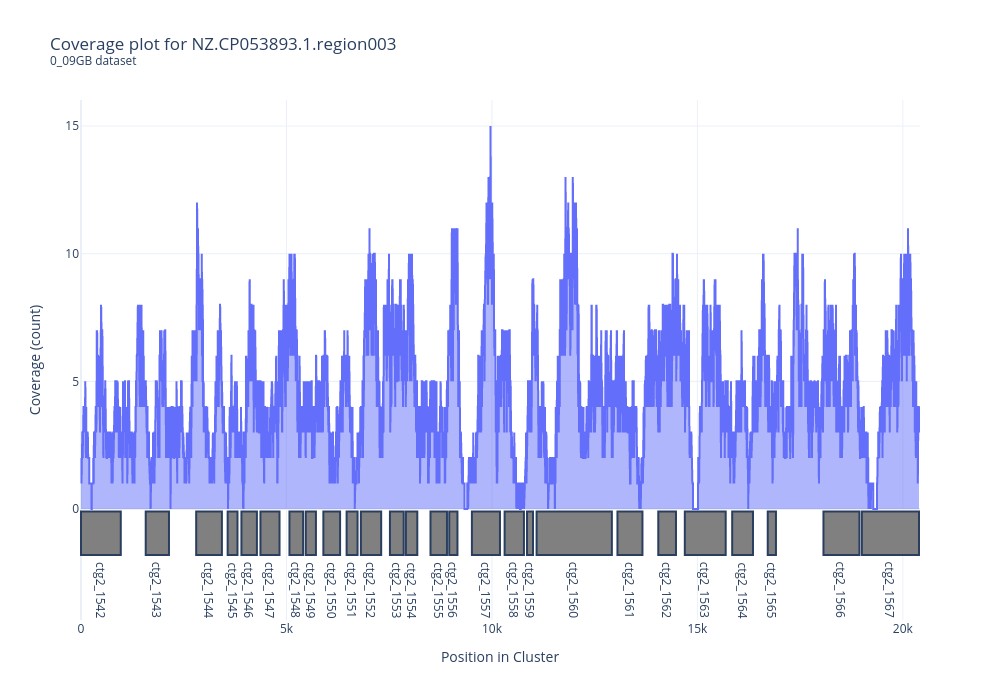 Coverage plot for NZ.CP053893.1.region003
0_09GB dataset
15
10
5
0
Coverage (count)
ctg2_1542
ctg2_1543
ctg2_1544
ctg2_1545
ctg2_1546
ctg2_1547
ctg2_1548
ctg2_1549
ctg2_1550
ctg2_1551
ctg2_1552
ctg2_1553
ctg2_1554
ctg2_1555
ctg2_1556
ctg2_1557
ctg2_1558
ctg2_1559
ctg2_1560
ctg2_1561
ctg2_1562
ctg2_1563
ctg2_1564
ctg2_1565
ctg2_1566
ctg2_1567
0
5k
10k
15k
20k
Position in Cluster